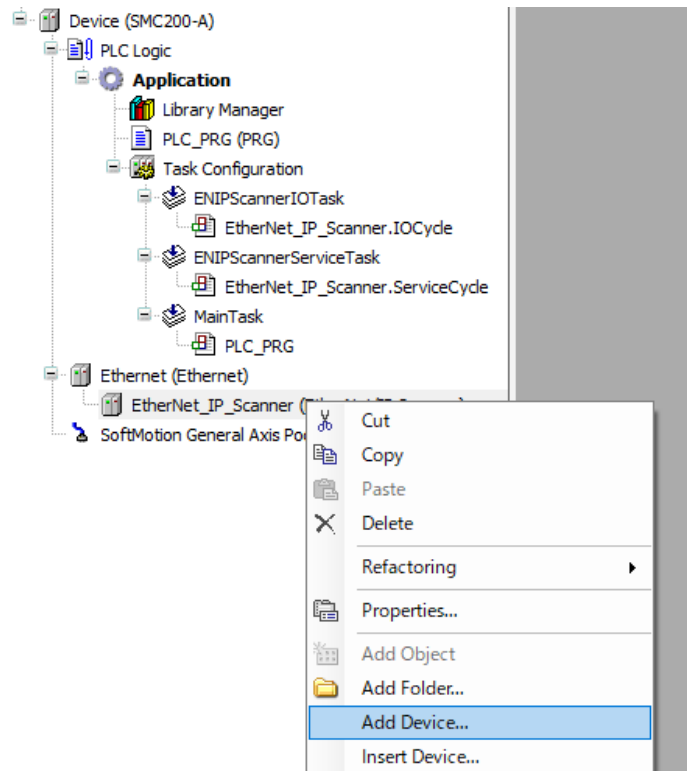 Device (SMC200-A)
PLC Logic
Application
Library Manager
PLC_PRG (PRG)
Task Configuration
ENIPScannerIOTask
EtherNet_IP_Scanner.IOCycle
ENIPScannerServiceTask
EtherNet_IP_Scanner.ServiceCycle
MainTask
PLC_PRG
Ethernet (Ethernet)
EtherNet_IP_Scanner (
SoftMotion General Axis
Cut
Copy
Paste
Delete
Refactoring
Properties...
Add Object
Add Folder...
Add Device...
Insert Device...